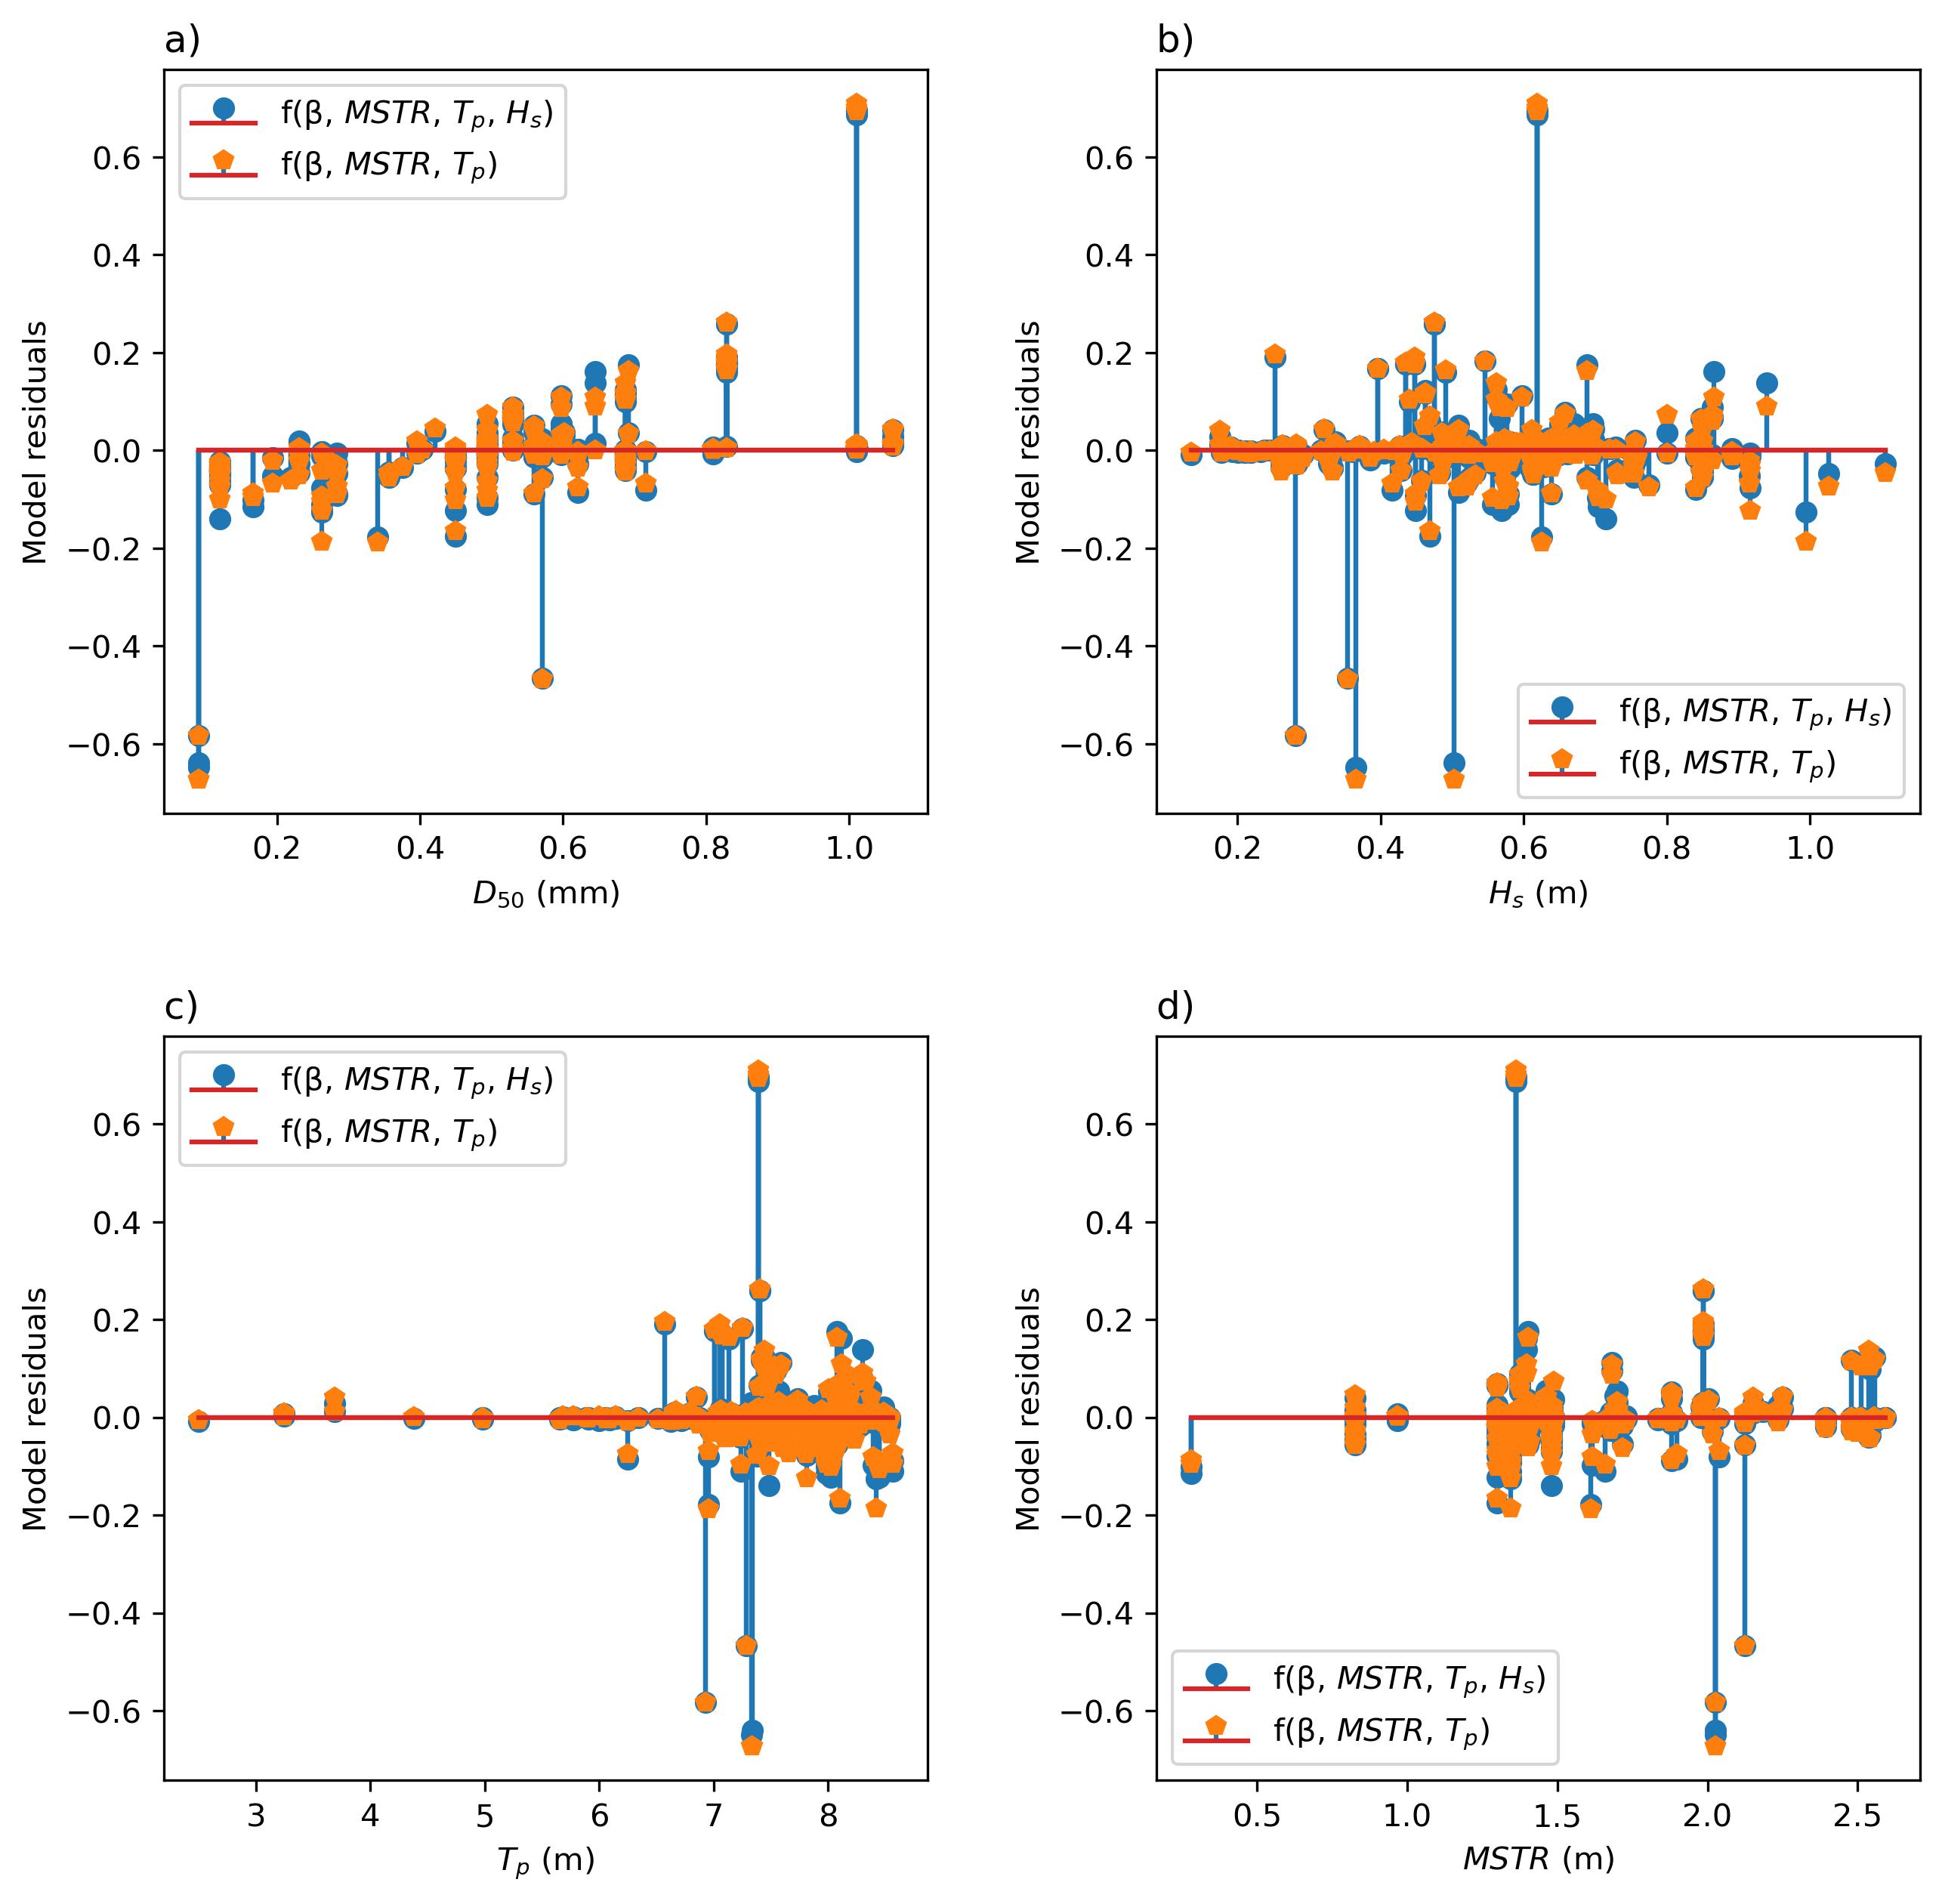 a)
f(β, MSTR, Tp, Hs)
f(β, MSTR, Tp)
0.6
0.4
0.2
0.0
−0.2
−0.4
−0.6
Model residuals
0.2 0.4 0.6 0.8 1.0
D50 (mm)
b)
0.6
0.4
0.2
0.0
−0.2
−0.4
−0.6
Model residuals
f(β, MSTR, Tp, Hs)
f(β, MSTR, Tp)
0.2 0.4 0.6 0.8 1.0
Hs (m)
c)
f(β, MSTR, Tp, Hs)
f(β, MSTR, Tp)
0.6
0.4
0.2
0.0
−0.2
−0.4
−0.6
Model residuals
3 4 5 6 7 8
Tp (m)
d)
0.6
0.4
0.2
0.0
−0.2
−0.4
−0.6
Model residuals
f(β, MSTR, Tp, Hs)
f(β, MSTR, Tp)
0.5 1.0 1.5 2.0 2.5
MSTR (m)